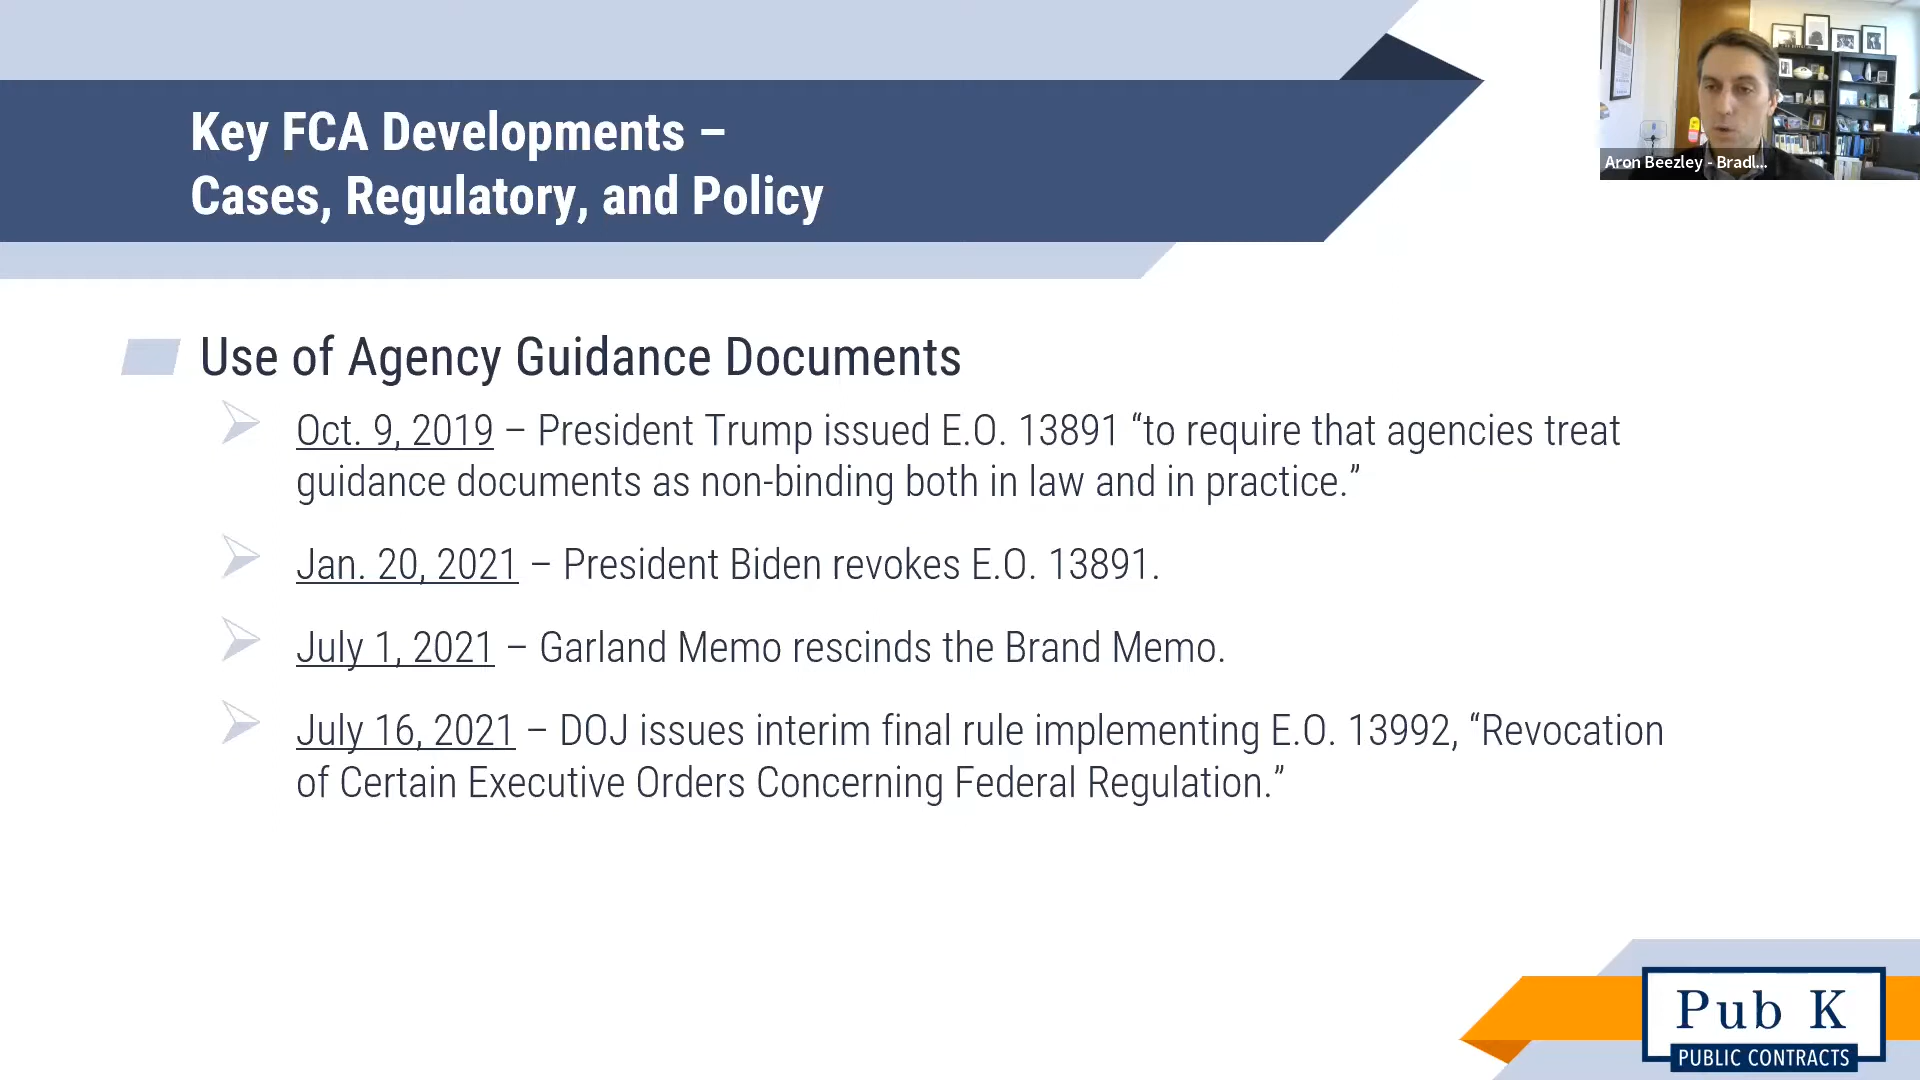 Key FCA Developments –
Cases, Regulatory, and Policy
Aron Beezley - Bradl...
Use of Agency Guidance Documents
Oct. 9, 2019 – President Trump issued E.O. 13891 “to require that agencies treat
guidance documents as non-binding both in law and in practice.”
Jan. 20, 2021 – President Biden revokes E.O. 13891.
July 1, 2021 – Garland Memo rescinds the Brand Memo.
July 16, 2021 – DOJ issues interim final rule implementing E.O. 13992, “Revocation
of Certain Executive Orders Concerning Federal Regulation.”
Pub K
PUBLIC CONTRACTS